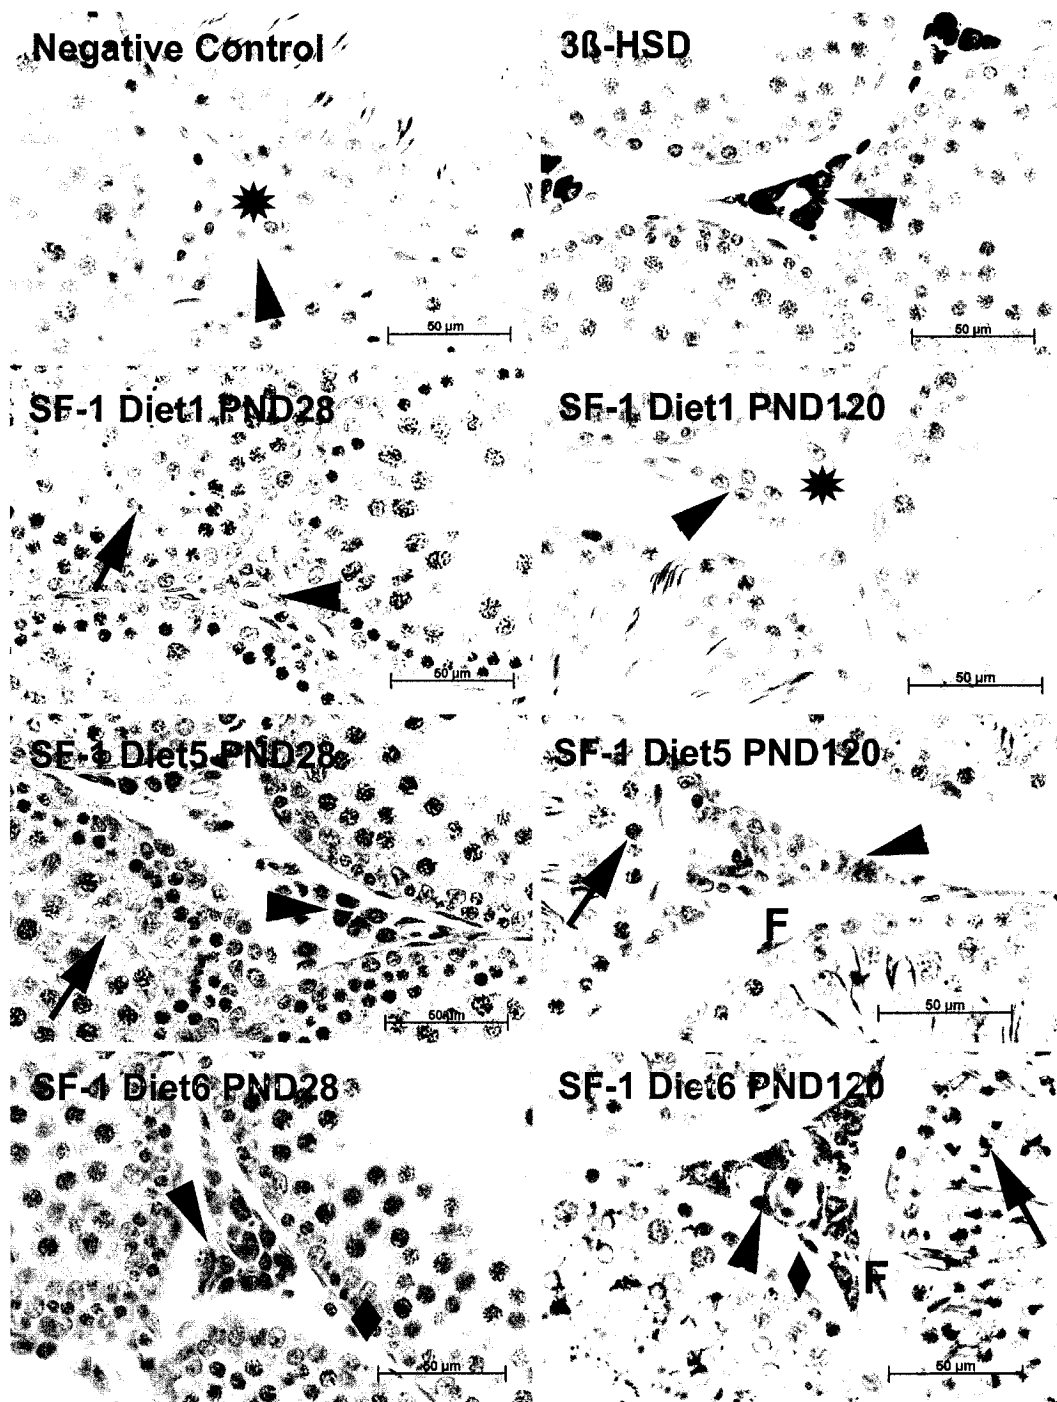 Negative Control
3ß-HSD
50 µm
50 µm
SF-1 Diet1 PND28
SF-1 Diet1 PND120
50 µm
50 µm
SF-1 Diet5 PND28
SF-1 Diet5 PND120
F
50µm
50 µm
SF-1 Diet6 PND28
SF-1 Diet6 PND120
F
50 µm
50 µm